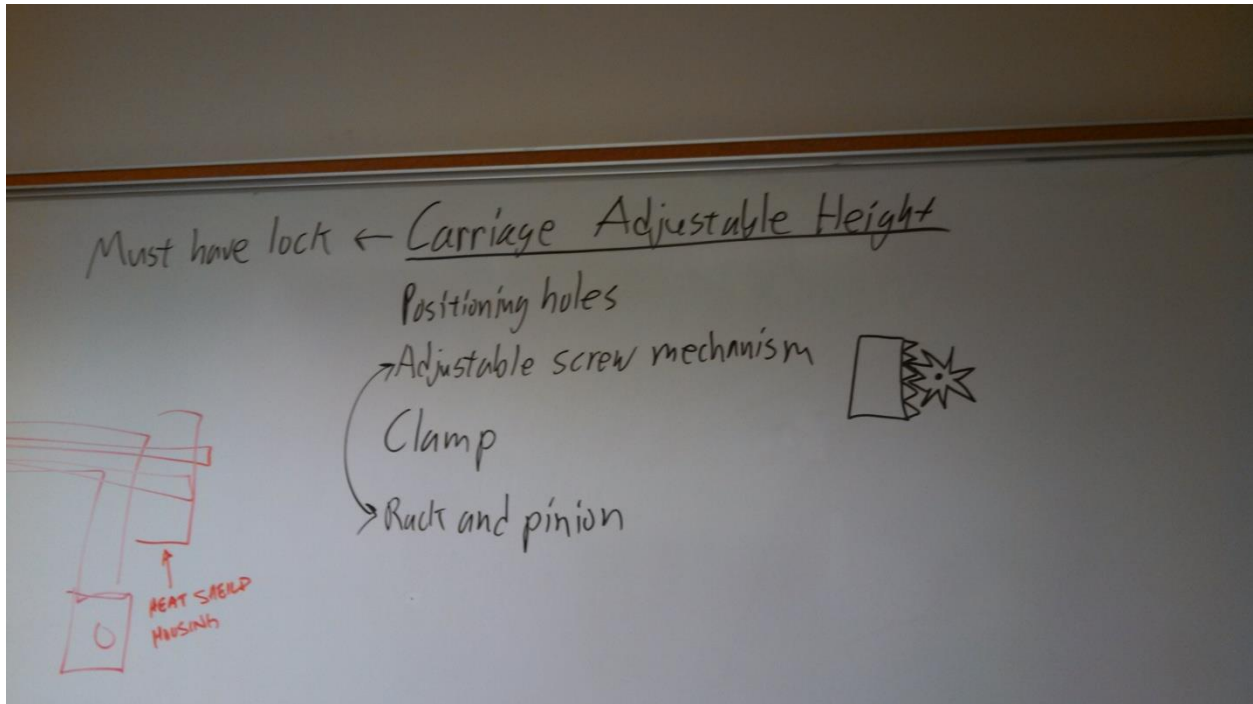 Must have lock ← Carriage Adjustable Height
Positioning holes
Adjustable screw mechanism
Clamp
Rack and pinion
HEAT SHEILD
HOUSING